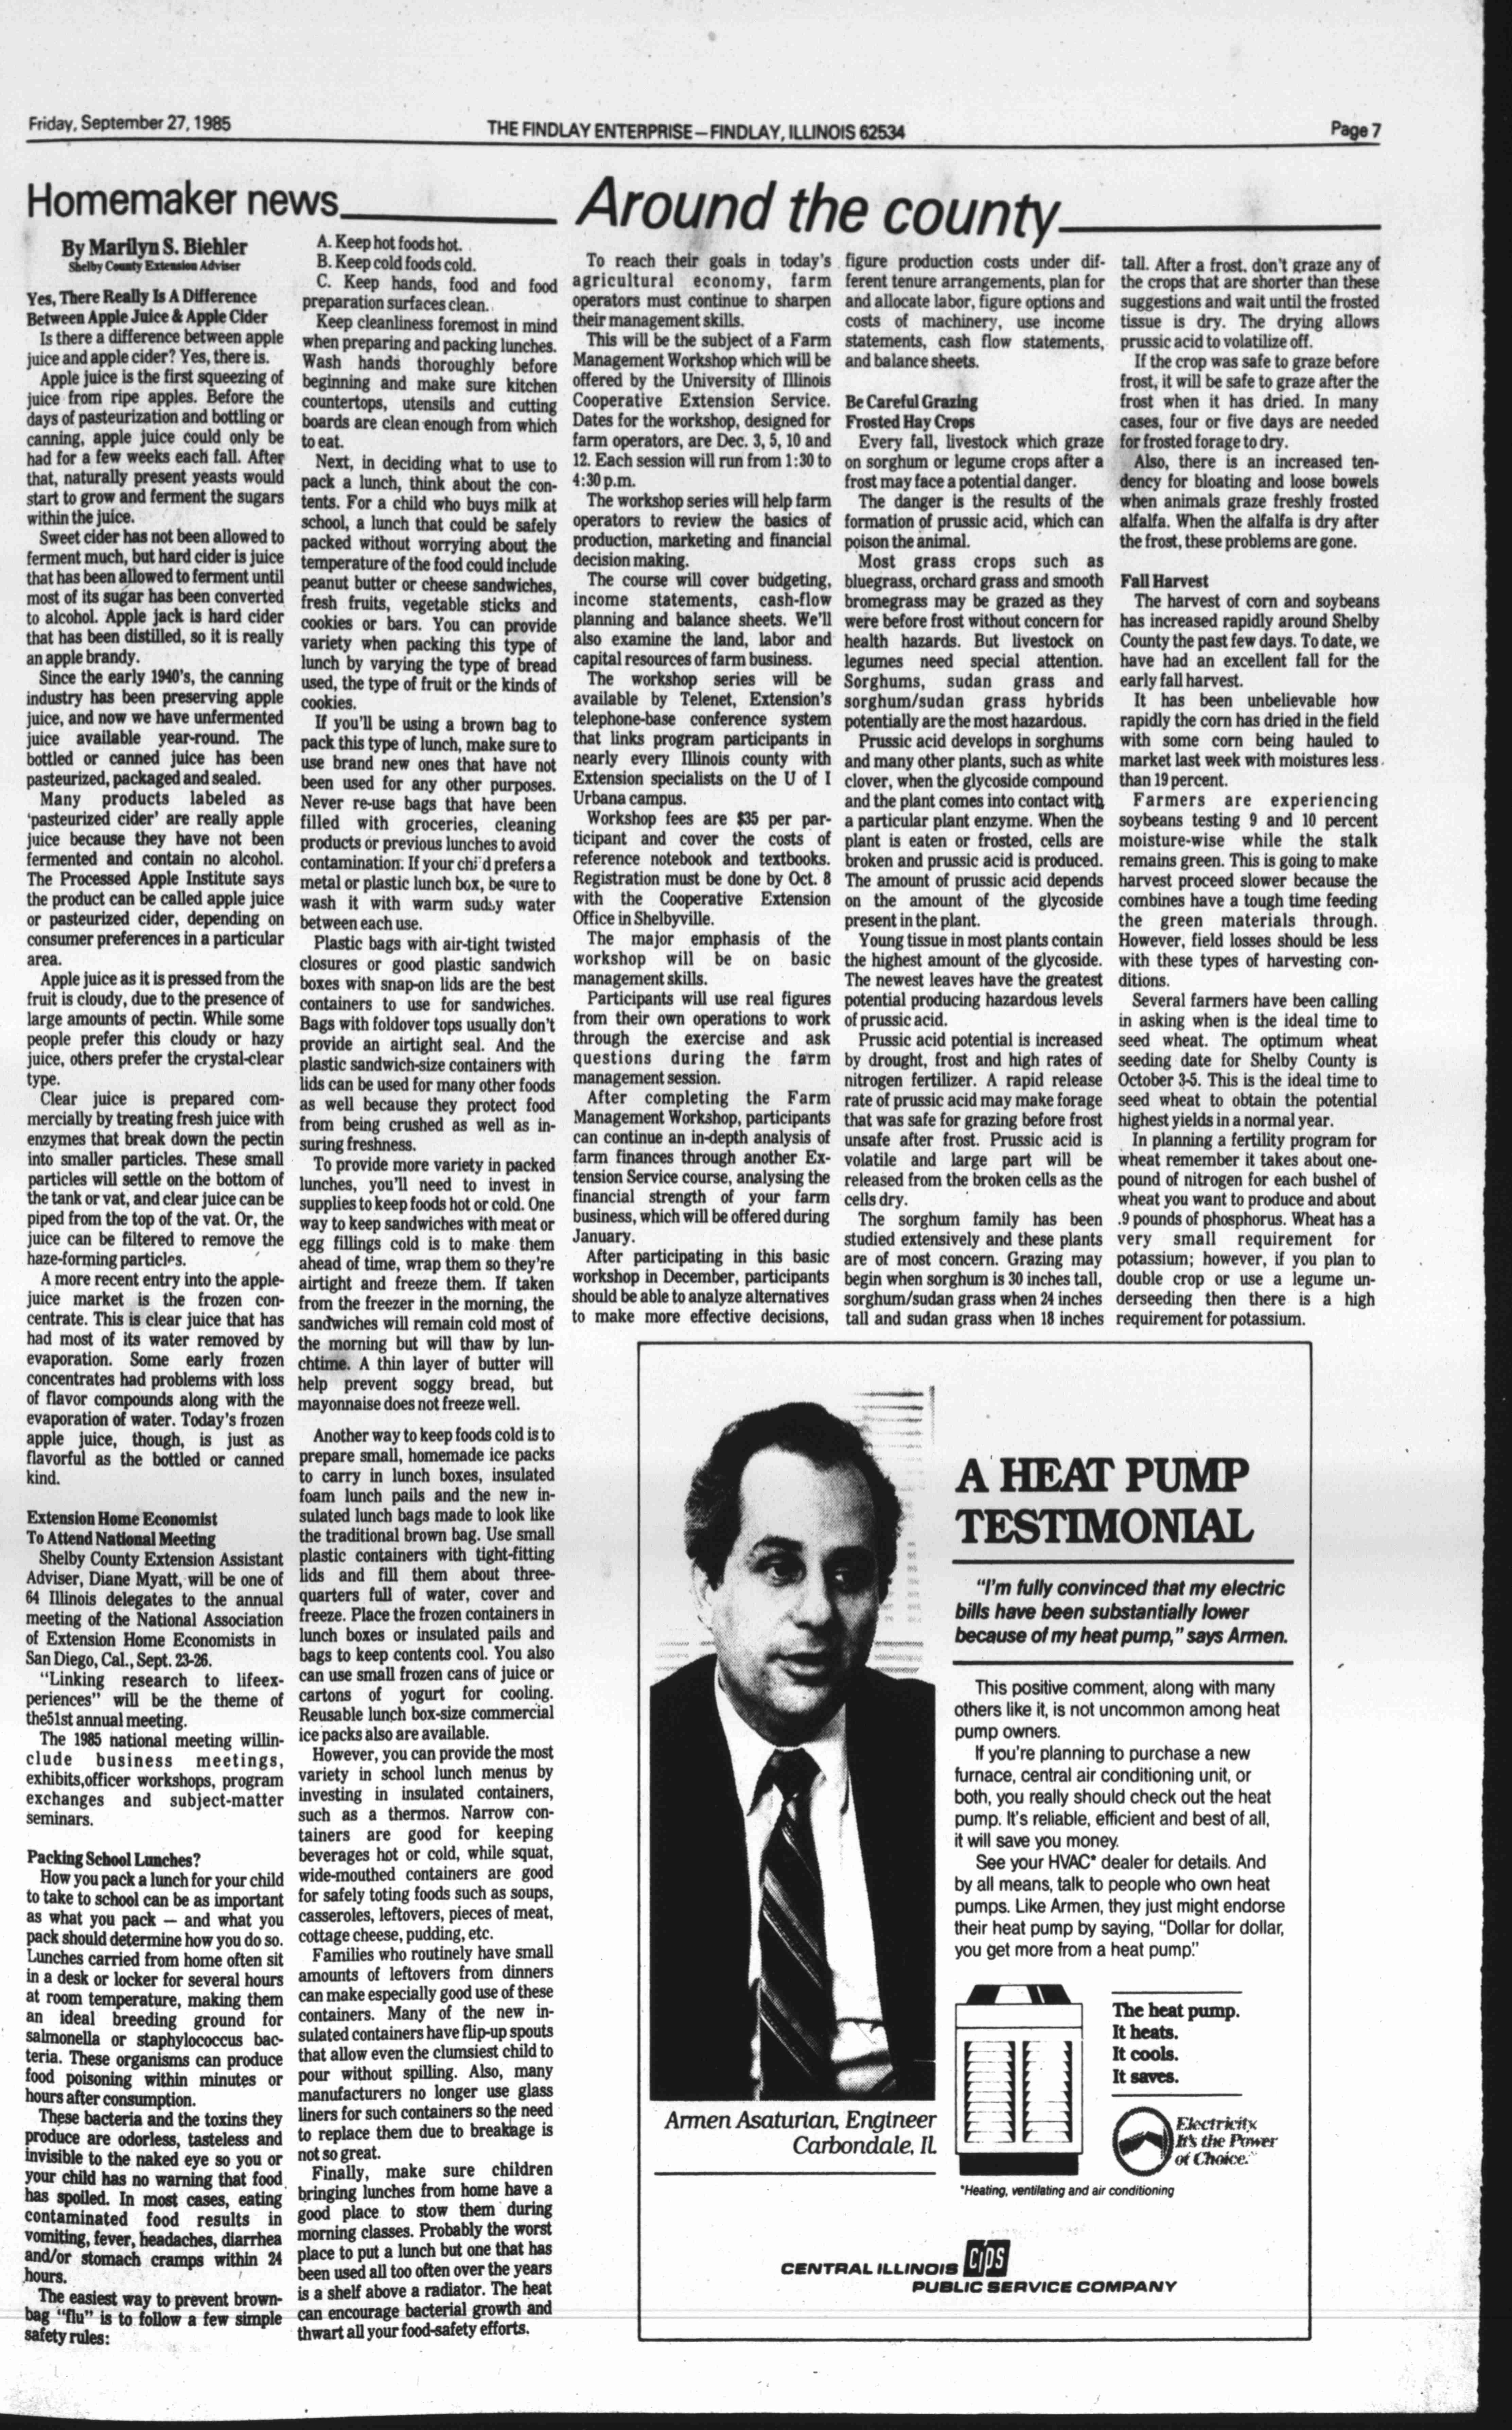 Friday, September 27, 1985
THE FINDLAY ENTERPRISE—FINDLAY, ILLINOIS 62534
Page 7
Homemaker news
By Marilyn S. Biehler
Shelby County Extension Adviser
Yes, There Really Is A Difference
Between Apple Juice & Apple Cider
Is there a difference between apple
juice and apple cider? Yes, there is.
Apple juice is the first squeezing of
juice from ripe apples. Before the
days of pasteurization and bottling or
canning, apple juice could only be
had for a few weeks each fall. After
that, naturally present yeasts would
start to grow and ferment the sugars
within the juice.
Sweet cider has not been allowed to
ferment much, but hard cider is juice
that has been allowed to ferment until
most of its sugar has been converted
to alcohol. Apple jack is hard cider
that has been distilled, so it is really
an apple brandy.
Since the early 1940's, the canning
industry has been preserving apple
juice, and now we have unfermented
juice available year-round. The
bottled or canned juice has been
pasteurized, packaged and sealed.
Many products labeled as
'pasteurized cider' are really apple
juice because they have not been
fermented and contain no alcohol.
The Processed Apple Institute says
the product can be called apple juice
or pasteurized cider, depending on
consumer preferences in a particular
area.
Apple juice as it is pressed from the
fruit is cloudy, due to the presence of
large amounts of pectin. While some
people prefer this cloudy or hazy
juice, others prefer the crystal-clear
type.
Clear juice is prepared com-
mercially by treating fresh juice with
enzymes that break down the pectin
into smaller particles. These small
particles will settle on the bottom of
the tank or vat, and clear juice can be
piped from the top of the vat. Or, the
juice can be filtered to remove the
haze-forming particles.
A more recent entry into the apple-
juice market is the frozen con-
centrate. This is clear juice that has
had most of its water removed by
evaporation. Some early frozen
concentrates had problems with loss
of flavor compounds along with the
evaporation of water. Today's frozen
apple juice, though, is just as
flavorful as the bottled or canned
kind.
Extension Home Economist
To Attend National Meeting
Shelby County Extension Assistant
Adviser, Diane Myatt, will be one of
64 Illinois delegates to the annual
meeting of the National Association
of Extension Home Economists in
San Diego, Cal., Sept. 23-26.
"Linking research to lifeex-
periences" will be the theme of
the51st annual meeting.
The 1985 national meeting willin-
clude business meetings,
exhibits,officer workshops, program
exchanges and subject-matter
seminars.
Packing School Lunches?
How you pack a lunch for your child
to take to school can be as important
as what you pack — and what you
pack should determine how you do so.
Lunches carried from home often sit
in a desk or locker for several hours
at room temperature, making them
an ideal breeding ground for
salmonella or staphylococcus bac-
teria. These organisms can produce
food poisoning within minutes or
hours after consumption.
These bacteria and the toxins they
produce are odorless, tasteless and
invisible to the naked eye so you or
your child has no warning that food
has spoiled. In most cases, eating
contaminated food results in
vomiting, fever, headaches, diarrhea
and/or stomach cramps within 24
hours.
The easiest way to prevent brown-
bag "flu" is to follow a few simple
safety rules:
A. Keep hot foods hot.
B. Keep cold foods cold.
C. Keep hands, food and food
preparation surfaces clean.
Keep cleanliness foremost in mind
when preparing and packing lunches.
Wash hands thoroughly before
beginning and make sure kitchen
countertops, utensils and cutting
boards are clean enough from which
to eat.
Next, in deciding what to use to
pack a lunch, think about the con-
tents. For a child who buys milk at
school, a lunch that could be safely
packed without worrying about the
temperature of the food could include
peanut butter or cheese sandwiches,
fresh fruits, vegetable sticks and
cookies or bars. You can provide
variety when packing this type of
lunch by varying the type of bread
used, the type of fruit or the kinds of
cookies.
If you'll be using a brown bag to
pack this type of lunch, make sure to
use brand new ones that have not
been used for any other purposes.
Never re-use bags that have been
filled with groceries, cleaning
products or previous lunches to avoid
contamination. If your child prefers a
metal or plastic lunch box, be sure to
wash it with warm sudsy water
between each use.
Plastic bags with air-tight twisted
closures or good plastic sandwich
boxes with snap-on lids are the best
containers to use for sandwiches.
Bags with foldover tops usually don't
provide an airtight seal. And the
plastic sandwich-size containers with
lids can be used for many other foods
as well because they protect food
from being crushed as well as in-
suring freshness.
To provide more variety in packed
lunches, you'll need to invest in
supplies to keep foods hot or cold. One
way to keep sandwiches with meat or
egg fillings cold is to make them
ahead of time, wrap them so they're
airtight and freeze them. If taken
from the freezer in the morning, the
sandwiches will remain cold most of
the morning but will thaw by lun-
chtime. A thin layer of butter will
help prevent soggy bread, but
mayonnaise does not freeze well.
Another way to keep foods cold is to
prepare small, homemade ice packs
to carry in lunch boxes, insulated
foam lunch pails and the new in-
sulated lunch bags made to look like
the traditional brown bag. Use small
plastic containers with tight-fitting
lids and fill them about three-
quarters full of water, cover and
freeze. Place the frozen containers in
lunch boxes or insulated pails and
bags to keep contents cool. You also
can use small frozen cans of juice or
cartons of yogurt for cooling.
Reusable lunch box-size commercial
ice packs also are available.
However, you can provide the most
variety in school lunch menus by
investing in insulated containers,
such as a thermos. Narrow con-
tainers are good for keeping
beverages hot or cold, while squat,
wide-mouthed containers are good
for safely toting foods such as soups,
casseroles, leftovers, pieces of meat,
cottage cheese, pudding, etc.
Families who routinely have small
amounts of leftovers from dinners
can make especially good use of these
containers. Many of the new in-
sulated containers have flip-up spouts
that allow even the clumsiest child to
pour without spilling. Also, many
manufacturers no longer use glass
liners for such containers so the need
to replace them due to breakage is
not so great.
Finally, make sure children
bringing lunches from home have a
good place to stow them during
morning classes. Probably the worst
place to put a lunch but one that has
been used all too often over the years
is a shelf above a radiator. The heat
can encourage bacterial growth and
thwart all your food-safety efforts.
Around the county
To reach their goals in today's
agricultural economy, farm
operators must continue to sharpen
their management skills.
This will be the subject of a Farm
Management Workshop which will be
offered by the University of Illinois
Cooperative Extension Service.
Dates for the workshop, designed for
farm operators, are Dec. 3, 5, 10 and
12. Each session will run from 1:30 to
4:30 p.m.
The workshop series will help farm
operators to review the basics of
production, marketing and financial
decision making.
The course will cover budgeting,
income statements, cash-flow
planning and balance sheets. We'll
also examine the land, labor and
capital resources of farm business.
The workshop series will be
available by Telenet, Extension's
telephone-base conference system
that links program participants in
nearly every Illinois county with
Extension specialists on the U of I
Urbana campus.
Workshop fees are $35 per par-
ticipant and cover the costs of
reference notebook and textbooks.
Registration must be done by Oct. 8
with the Cooperative Extension
Office in Shelbyville.
The major emphasis of the
workshop will be on basic
management skills.
Participants will use real figures
from their own operations to work
through the exercise and ask
questions during the farm
management session.
After completing the Farm
Management Workshop, participants
can continue an in-depth analysis of
farm finances through another Ex-
tension Service course, analysing the
financial strength of your farm
business, which will be offered during
January.
After participating in this basic
workshop in December, participants
should be able to analyze alternatives
to make more effective decisions,
figure production costs under dif-
ferent tenure arrangements, plan for
and allocate labor, figure options and
costs of machinery, use income
statements, cash flow statements,
and balance sheets.
Be Careful Grazing
Frosted Hay Crops
Every fall, livestock which graze
on sorghum or legume crops after a
frost may face a potential danger.
The danger is the results of the
formation of prussic acid, which can
poison the animal.
Most grass crops such as
bluegrass, orchard grass and smooth
bromegrass may be grazed as they
were before frost without concern for
health hazards. But livestock on
legumes need special attention.
Sorghums, sudan grass and
sorghum/sudan grass hybrids
potentially are the most hazardous.
Prussic acid develops in sorghums
and many other plants, such as white
clover, when the glycoside compound
and the plant comes into contact with
a particular plant enzyme. When the
plant is eaten or frosted, cells are
broken and prussic acid is produced.
The amount of prussic acid depends
on the amount of the glycoside
present in the plant.
Young tissue in most plants contain
the highest amount of the glycoside.
The newest leaves have the greatest
potential producing hazardous levels
of prussic acid.
Prussic acid potential is increased
by drought, frost and high rates of
nitrogen fertilizer. A rapid release
rate of prussic acid may make forage
that was safe for grazing before frost
unsafe after frost. Prussic acid is
volatile and large part will be
released from the broken cells as the
cells dry.
The sorghum family has been
studied extensively and these plants
are of most concern. Grazing may
begin when sorghum is 30 inches tall,
sorghum/sudan grass when 24 inches
tall and sudan grass when 18 inches
tall. After a frost, don't graze any of
the crops that are shorter than these
suggestions and wait until the frosted
tissue is dry. The drying allows
prussic acid to volatilize off.
If the crop was safe to graze before
frost, it will be safe to graze after the
frost when it has dried. In many
cases, four or five days are needed
for frosted forage to dry.
Also, there is an increased ten-
dency for bloating and loose bowels
when animals graze freshly frosted
alfalfa. When the alfalfa is dry after
the frost, these problems are gone.
Fall Harvest
The harvest of corn and soybeans
has increased rapidly around Shelby
County the past few days. To date, we
have had an excellent fall for the
early fall harvest.
It has been unbelievable how
rapidly the corn has dried in the field
with some corn being hauled to
market last week with moistures less
than 19 percent.
Farmers are experiencing
soybeans testing 9 and 10 percent
moisture-wise while the stalk
remains green. This is going to make
harvest proceed slower because the
combines have a tough time feeding
the green materials through.
However, field losses should be less
with these types of harvesting con-
ditions.
Several farmers have been calling
in asking when is the ideal time to
seed wheat. The optimum wheat
seeding date for Shelby County is
October 3-5. This is the ideal time to
seed wheat to obtain the potential
highest yields in a normal year.
In planning a fertility program for
wheat remember it takes about one-
pound of nitrogen for each bushel of
wheat you want to produce and about
.9 pounds of phosphorus. Wheat has a
very small requirement for
potassium; however, if you plan to
double crop or use a legume un-
derseeding then there is a high
requirement for potassium.
A HEAT PUMP
TESTIMONIAL
"I'm fully convinced that my electric
bills have been substantially lower
because of my heat pump," says Armen.
This positive comment, along with many
others like it, is not uncommon among heat
pump owners.
If you're planning to purchase a new
furnace, central air conditioning unit, or
both, you really should check out the heat
pump. It's reliable, efficient and best of all,
it will save you money.
See your HVAC* dealer for details. And
by all means, talk to people who own heat
pumps. Like Armen, they just might endorse
their heat pump by saying, "Dollar for dollar,
you get more from a heat pump."
Armen Asaturian, Engineer
Carbondale, IL
The heat pump.
It heats.
It cools.
It saves.
Electricity.
It's the Power
of Choice.
*Heating, ventilating and air conditioning
CENTRAL ILLINOIS CIPS
PUBLIC SERVICE COMPANY